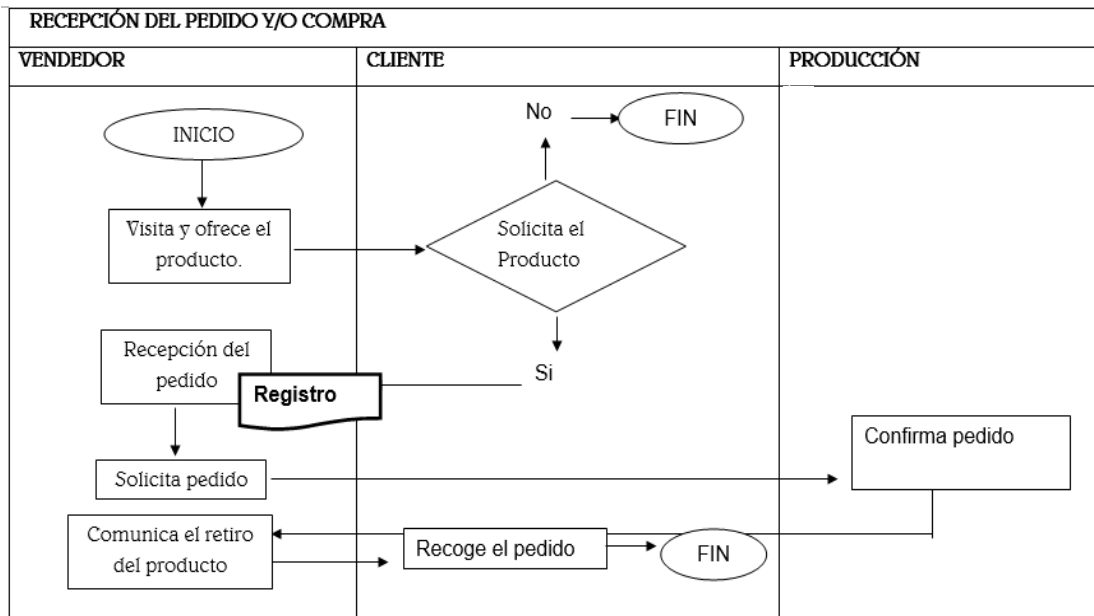 RECEPCIÓN DEL PEDIDO Y/O COMPRA
VENDEDOR
CLIENTE
PRODUCCIÓN
INICIO
No
FIN
Visita y ofrece el
producto.
Solicita el
Producto
Si
Recepción del
pedido
Registro
Solicita pedido
Confirma pedido
Comunica el retiro
del producto
Recoge el pedido
FIN